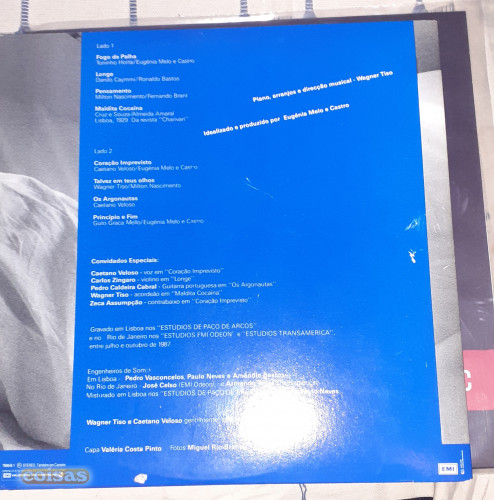 Lado 1
Fogo de Palha
Toninho Horta/Eugénia Melo e Castro
Longe
Danilo Caymmi/Ronaldo Bastos
Pensamento
Milton Nascimento/Fernando Brant
Maldita Cocaína
Cruz e Souza/Almeida Amaral
Lisboa, 1929. Da revista "Charivari"
Piano, arranjos e direcção musical - Wagner Tiso
Idealizado e produzido por Eugénia Melo e Castro
Lado 2
Coração Imprevisto
Caetano Veloso/Eugénia Melo e Castro
Talvez em teus olhos
Wagner Tiso/Milton Nascimento
Os Argonautas
Caetano Veloso
Princípio e Fim
Guto Graça Mello/Eugénia Melo e Castro
Convidados Especiais:
Caetano Veloso - voz em "Coração Imprevisto"
Carlos Zíngaro - violino em "Longe"
Pedro Caldeira Cabral - Guitarra portuguesa em "Os Argonautas"
Wagner Tiso - acordeão em "Maldita Cocaína"
Zeca Assumpção - contrabaixo em "Coração Imprevisto"
Gravado em Lisboa nos "ESTÚDIOS DE PAÇO DE ARCOS"
e no Rio de Janeiro nos "ESTÚDIOS EMI ODEON" e "ESTÚDIOS TRANSAMÉRICA",
entre julho e outubro de 1987.
Engenheiros de Som:
Em Lisboa - Pedro Vasconcelos, Paulo Neves e Amândio Bastos
No Rio de Janeiro - José Celso (EMI Odeon) e
Misturado em Lisboa nos "ESTÚDIOS DE PAÇO DE Neves
Wagner Tiso e Caetano Veloso gentilmente
Capa Valéria Costa Pinto Fotos Miguel
EMI
coisas